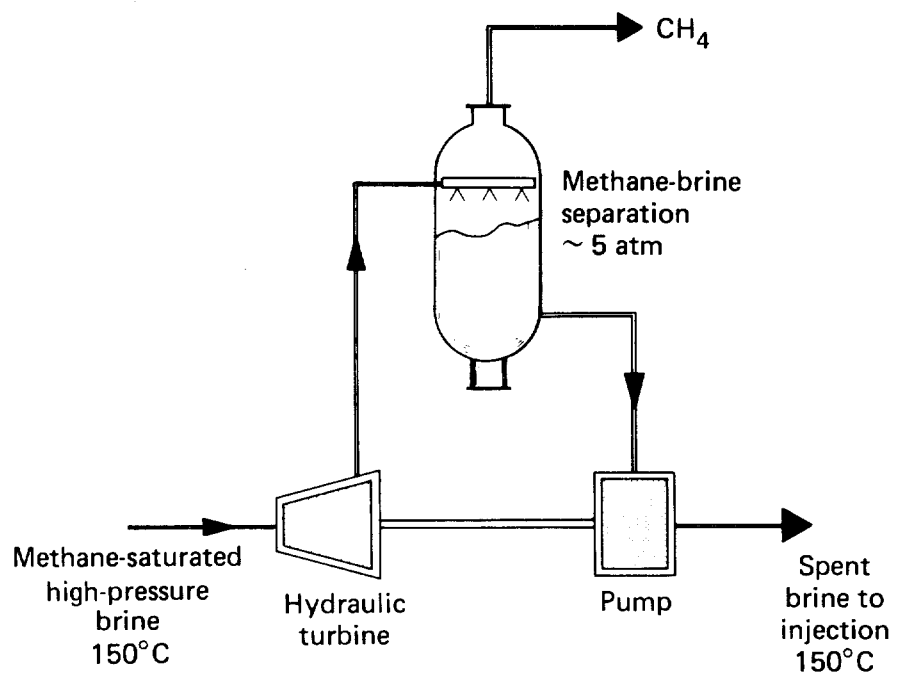 CH₄
Methane-brine
separation
~ 5 atm
Methane-saturated
high-pressure
brine
150°C
Hydraulic
turbine
Pump
Spent
brine to
injection
150°C